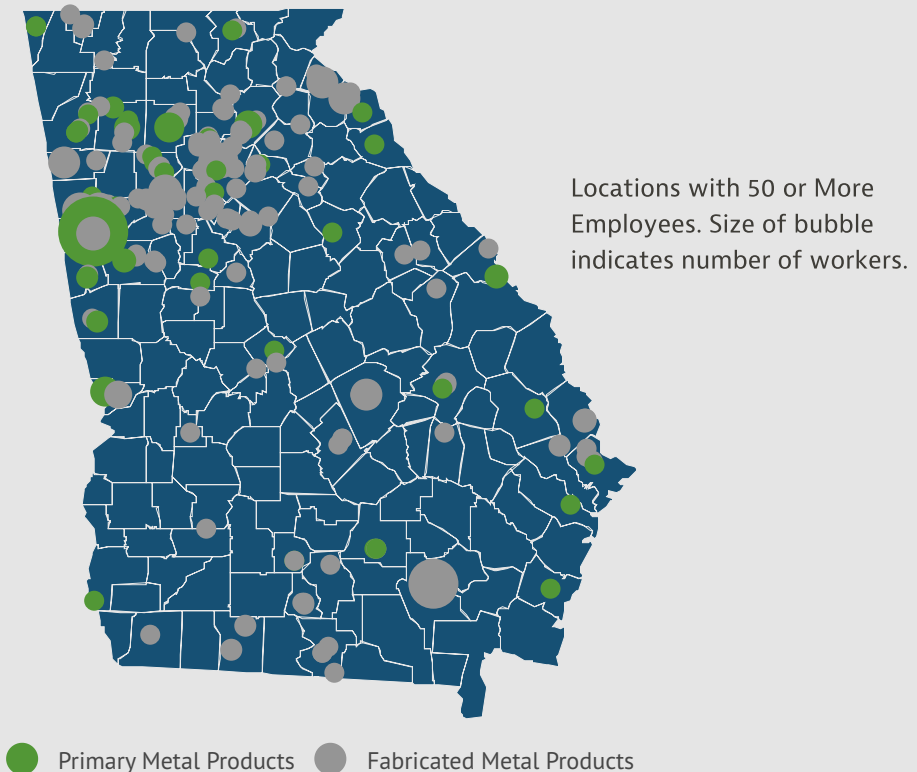 Locations with 50 or More
Employees. Size of bubble
indicates number of workers.
Primary Metal Products
Fabricated Metal Products